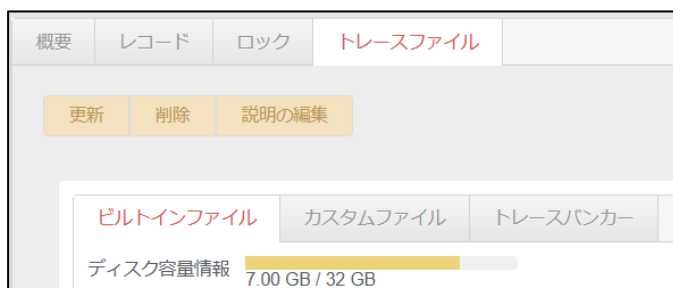 概要 レコード ロック トレースファイル
更新 削除 説明の編集
ビルトインファイル カスタムファイル トレースバンカー
ディスク容量情報 7.00 GB / 32 GB